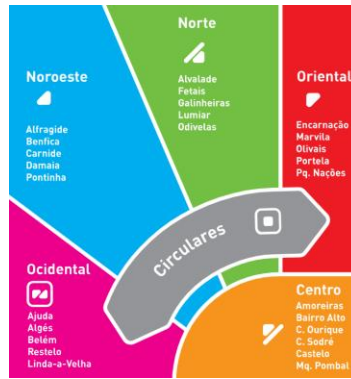 Norte
Alvalade
Fetais
Galinheiras
Lumiar
Odivelas
Noroeste
Alfragide
Benfica
Carnide
Damaia
Pontinha
Oriental
Encarnação
Marvila
Olivais
Portela
Pq. Nações
Circulares
Ocidental
Ajuda
Algés
Belém
Restelo
Linda-a-Velha
Centro
Amoreiras
Bairro Alto
C. Ourique
C. Sodré
Castelo
Mq. Pombal